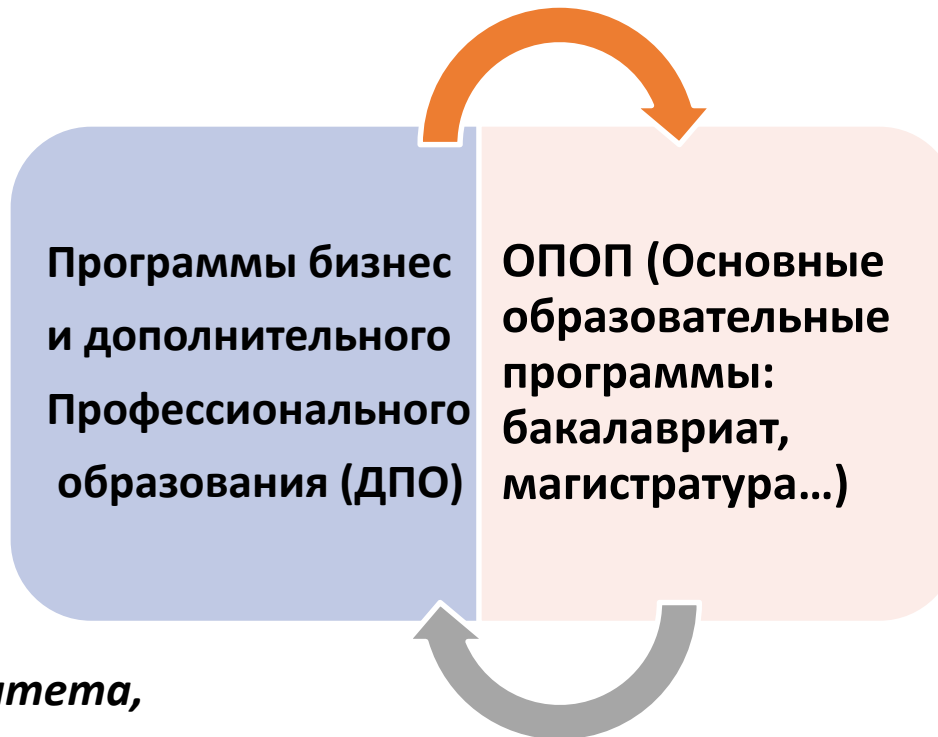 Программы бизнес
и дополнительного
Профессионального
образования (ДПО)
ОПОП (Основные
образовательные
программы:
бакалавриат,
магистратура…)